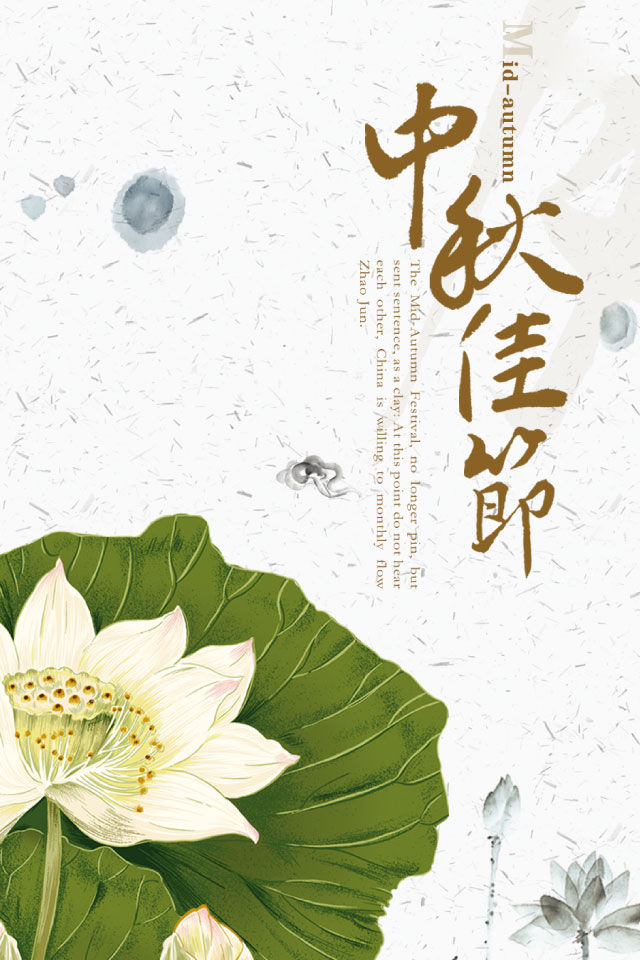 Mid-autumn
中秋佳節
The Mid,Autumn Festival, no longer pin, but
sent sentence, as a clay: At this point do not hear
each other, China is willing to monthly flow
Zhao Jun.